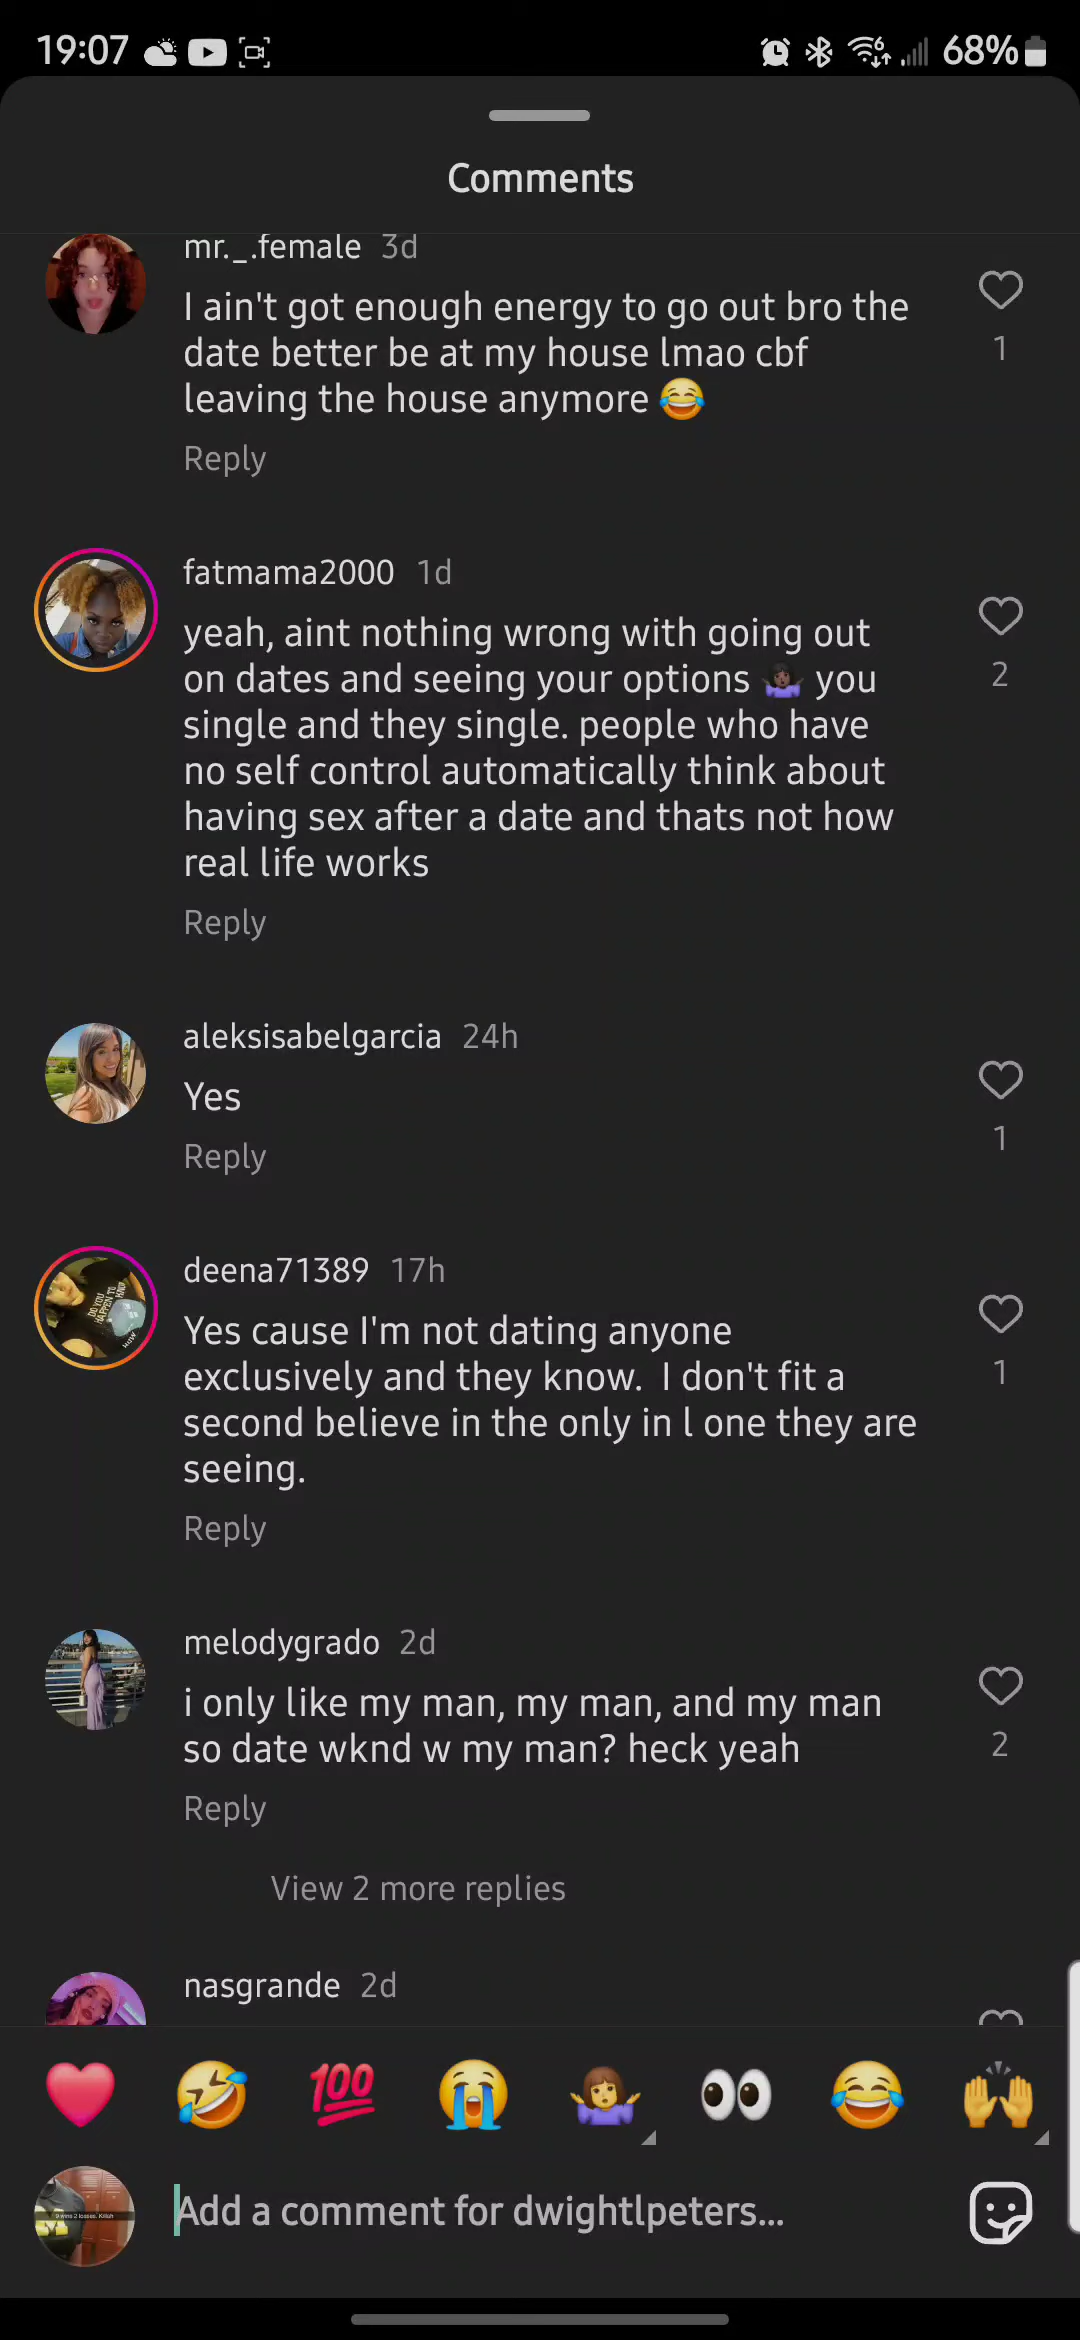 19:07 68%
Comments
mr._.female 3d
I ain't got enough energy to go out bro the
date better be at my house lmao cbf
leaving the house anymore 😂
1
Reply
fatmama2000 1d
yeah, aint nothing wrong with going out
on dates and seeing your options 🤷🏿‍♀️ you
2
single and they single. people who have
no self control automatically think about
having sex after a date and thats not how
real life works
Reply
aleksisabelgarcia 24h
Yes
1
Reply
deena71389 17h
Yes cause I'm not dating anyone
exclusively and they know.  I don't fit a
1
second believe in the only in l one they are
seeing.
Reply
melodygrado 2d
i only like my man, my man, and my man
so date wknd w my man? heck yeah
2
Reply
View 2 more replies
nasgrande 2d
Add a comment for dwightlpeters...